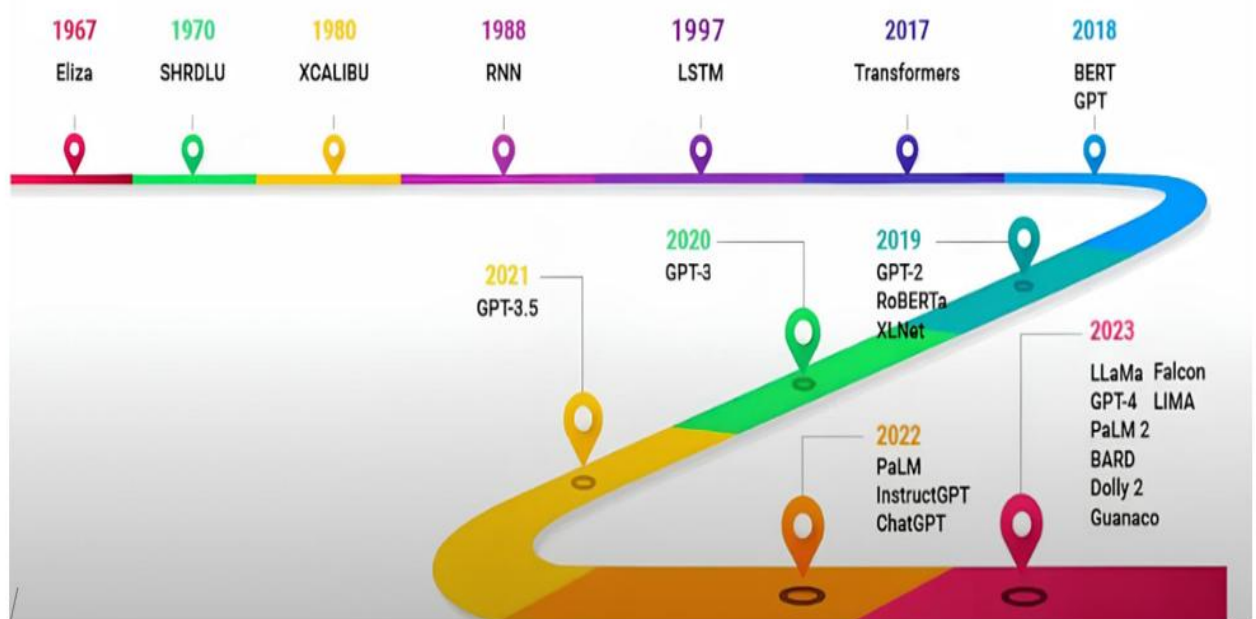 1967
Eliza
1970
SHRDLU
1980
XCALIBU
1988
RNN
1997
LSTM
2017
Transformers
2018
BERT
GPT
2019
GPT-2
RoBERTa
XLNet
2020
GPT-3
2021
GPT-3.5
2022
PaLM
InstructGPT
ChatGPT
2023
LLaMa Falcon
GPT-4 LIMA
PaLM 2
BARD
Dolly 2
Guanaco